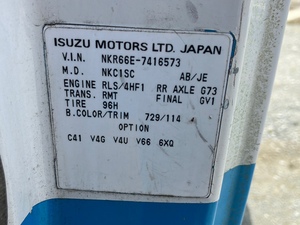 ISUZU MOTORS LTD. JAPAN
V.I.N. NKR66E-7416573
M.D. NKC1SC AB/JE
ENGINE RLS/4HF1 RR AXLE G73
TRANS. RMT FINAL GV1
TIRE 96H
B.COLOR/TRIM 729/114
OPTION
C41 V4G V4U V66 6XQ